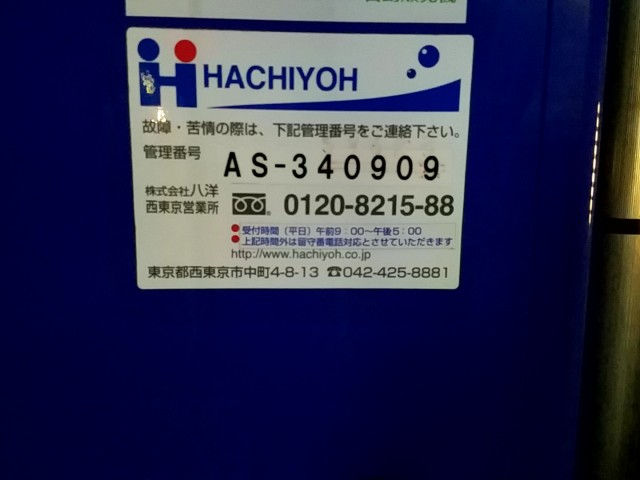 HACHIYOH
故障・苦情の際は、下記管理番号をご連絡下さい。
管理番号 AS-340909
株式会社八洋
西東京営業所 0120-8215-88
受付時間（平日）午前9：00〜午後5：00
上記時間外は留守番電話対応とさせていただきます
http://www.hachiyoh.co.jp
東京都西東京市中町4-8-13 ☎042-425-8881